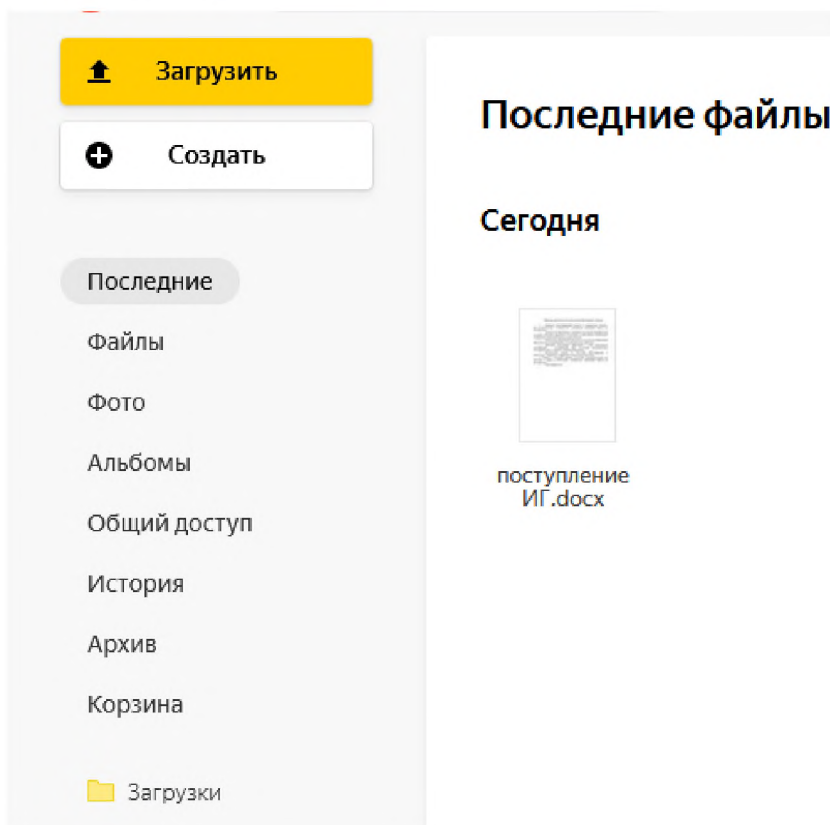 Загрузить
Создать
Последние
Файлы
Фото
Альбомы
Общий доступ
История
Архив
Корзина
Загрузки
Последние файлы
Сегодня
поступление
ИГ.docx